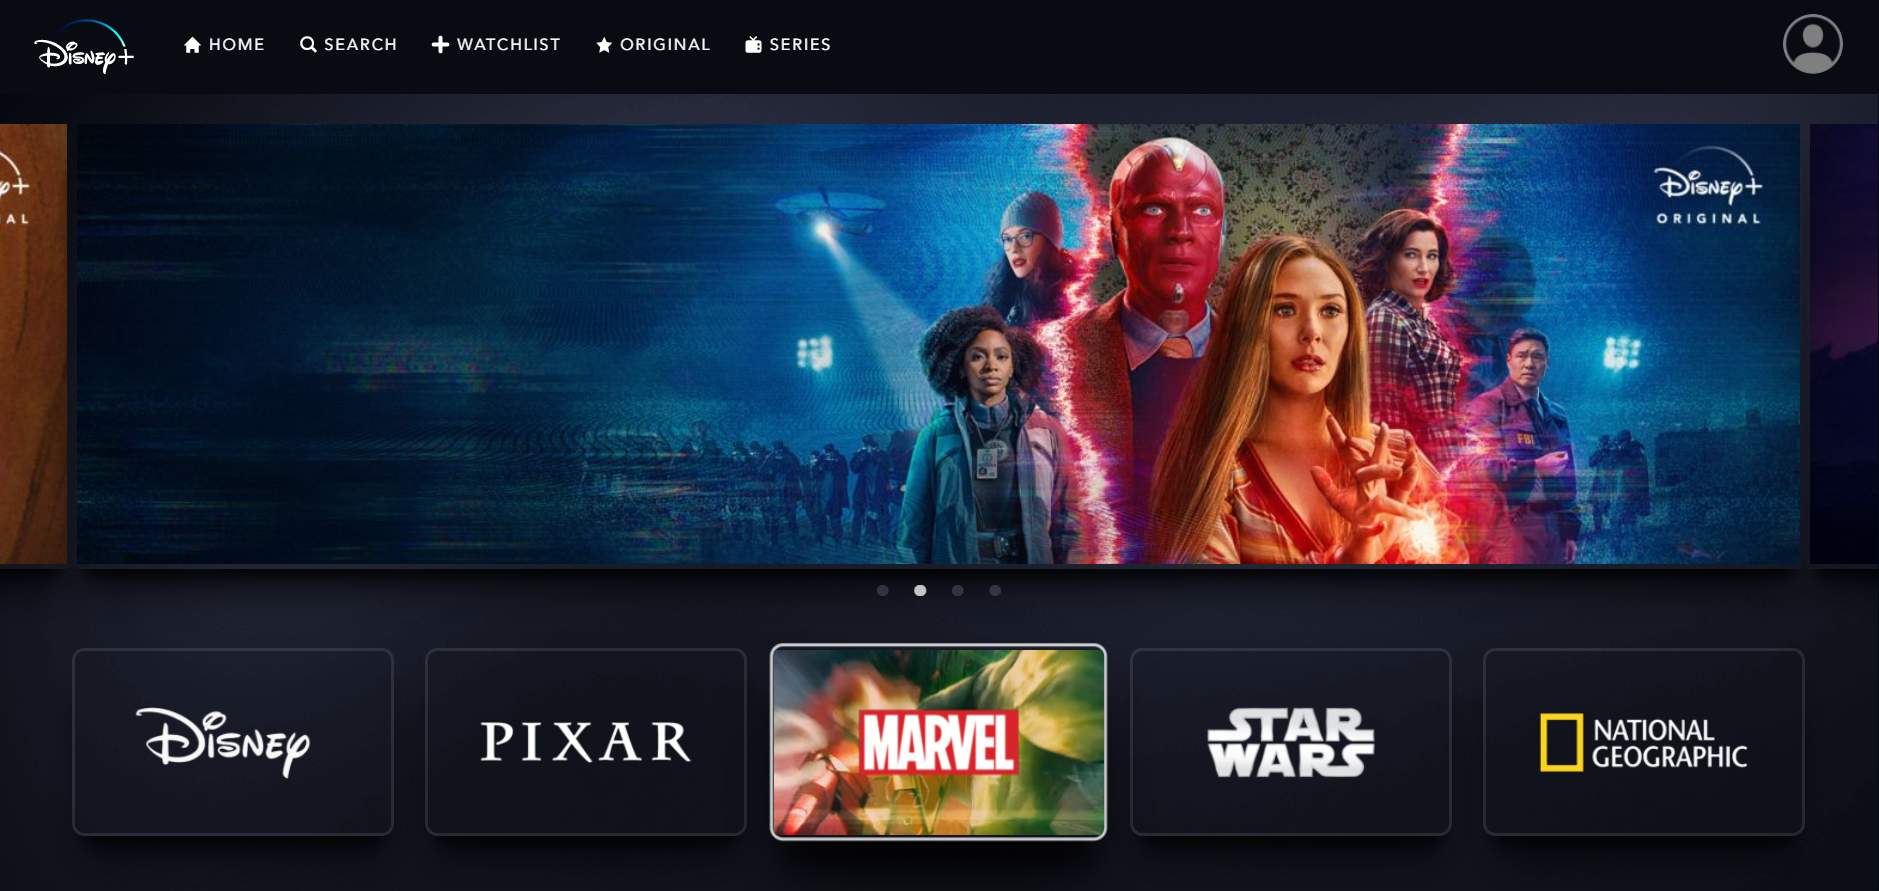 Disney+
HOME
SEARCH
WATCHLIST
ORIGINAL
SERIES
y+
AL
Disney+
ORIGINAL
FBI
Disney
PIXAR
MARVEL
STAR
WARS
NATIONAL
GEOGRAPHIC